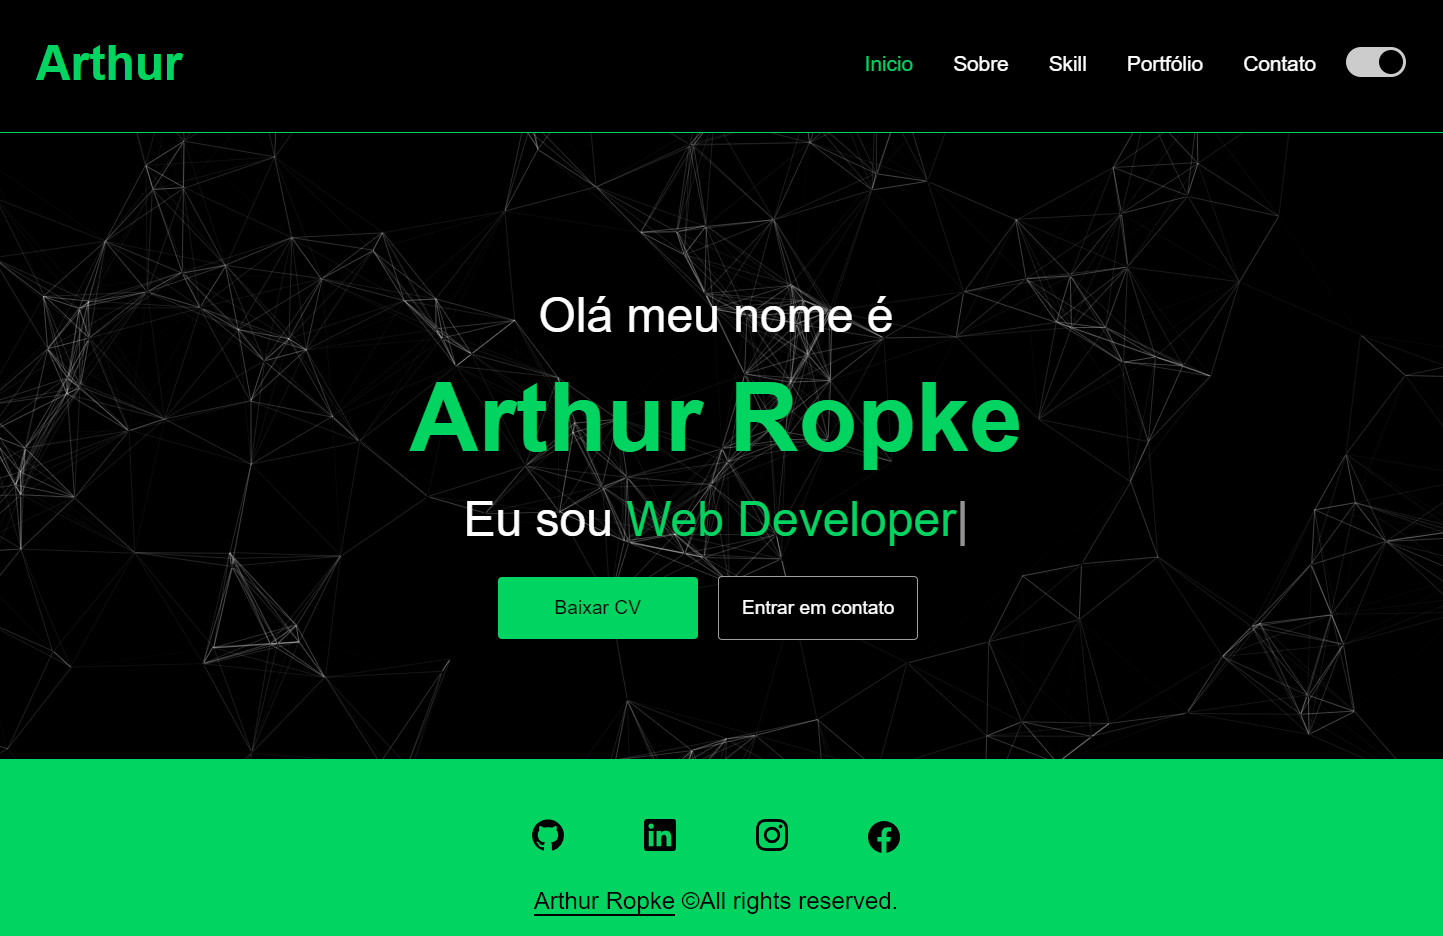 Arthur
Inicio Sobre Skill Portfólio Contato
Olá meu nome é
Arthur Ropke
Eu sou Web Developer|
Baixar CV Entrar em contato
Arthur Ropke ©All rights reserved.